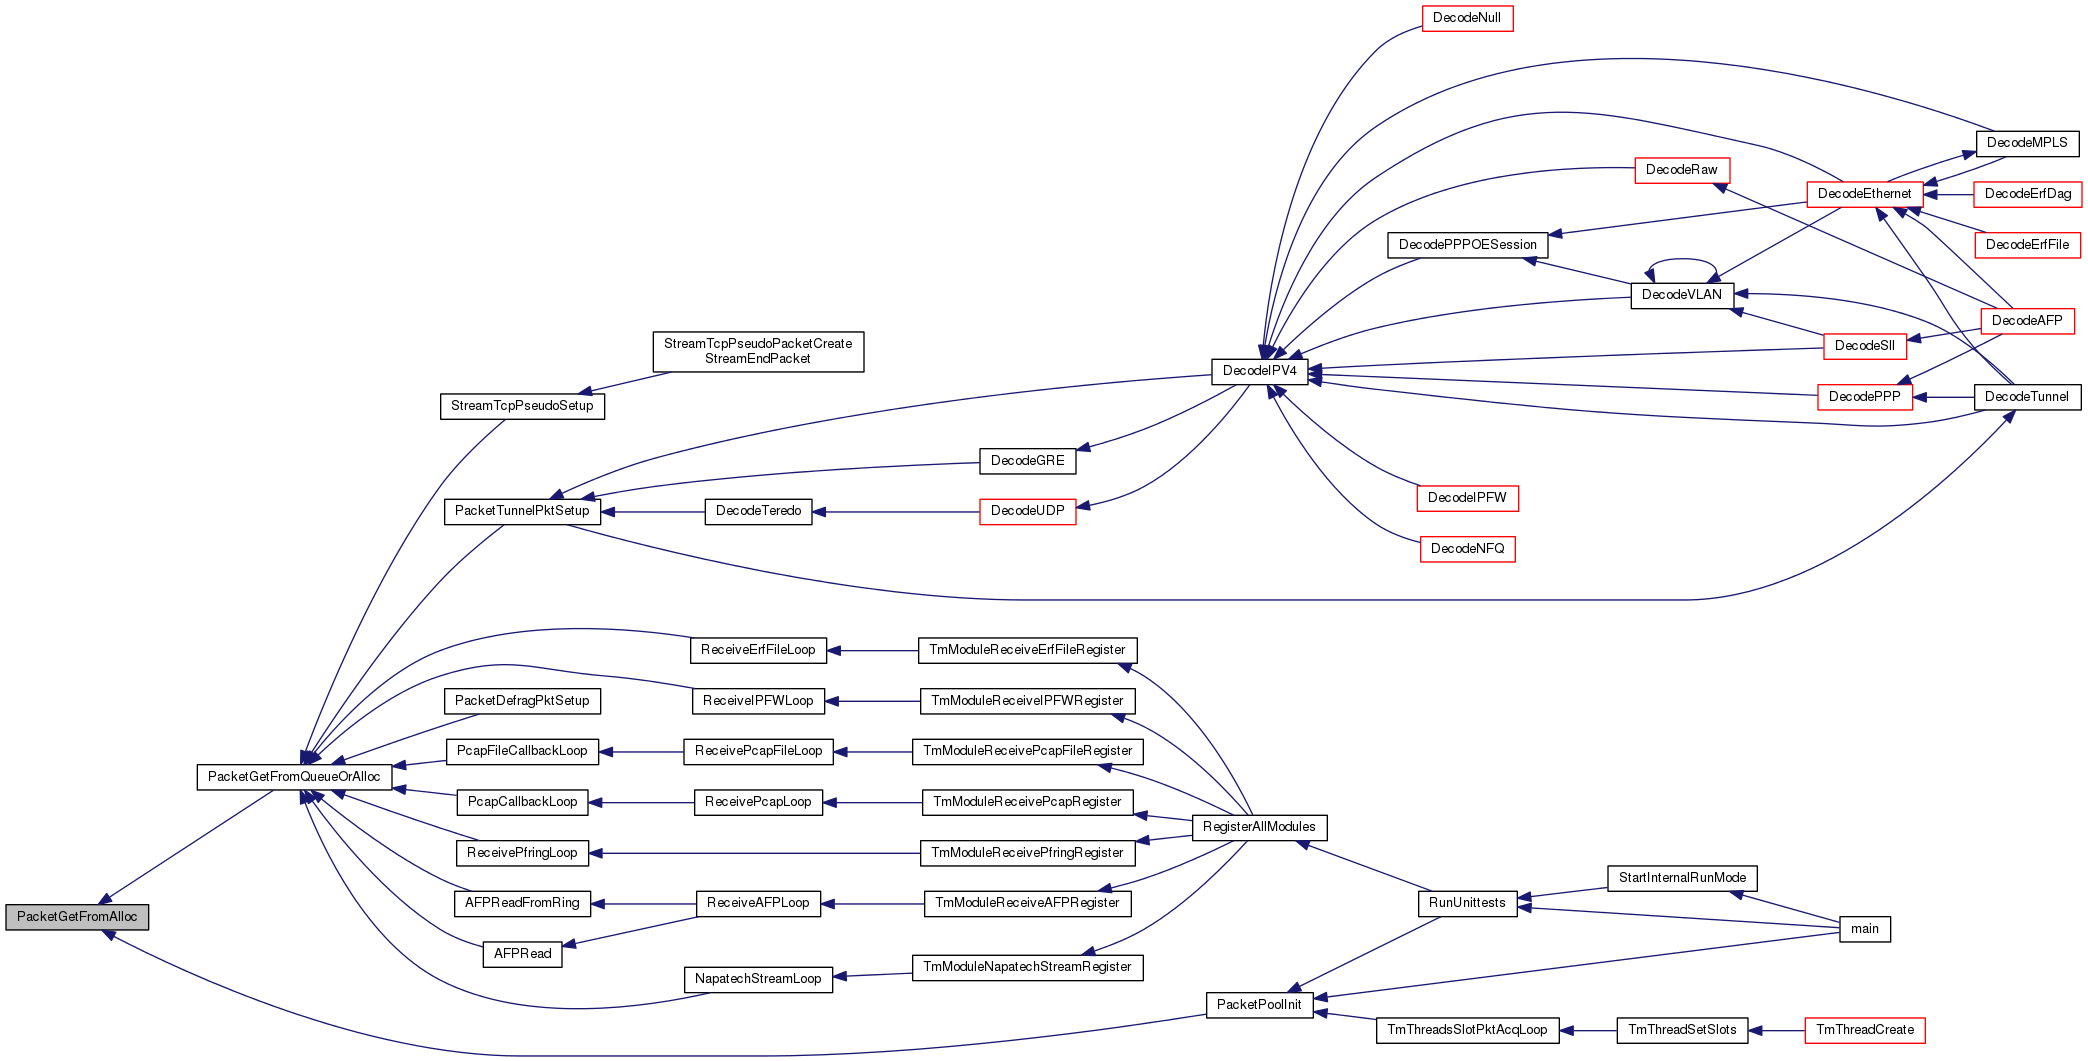 DecodeNull
DecodeMPLS
DecodeRaw
DecodeEthernet
DecodeErfDag
DecodePPPOESession
DecodeErfFile
DecodeVLAN
DecodeAFP
StreamTcpPseudoPacketCreate
StreamEndPacket
DecodeSll
DecodeIPV4
StreamTcpPseudoSetup
DecodePPP
DecodeTunnel
DecodeGRE
DecodeIPFW
PacketTunnelPktSetup
DecodeTeredo
DecodeUDP
DecodeNFQ
ReceiveErfFileLoop
TmModuleReceiveErfFileRegister
PacketDefragPktSetup
ReceiveIPFWLoop
TmModuleReceiveIPFWRegister
PcapFileCallbackLoop
ReceivePcapFileLoop
TmModuleReceivePcapFileRegister
PacketGetFromQueueOrAlloc
PcapCallbackLoop
ReceivePcapLoop
TmModuleReceivePcapRegister
RegisterAllModules
ReceivePfringLoop
TmModuleReceivePfringRegister
StartInternalRunMode
AFPReadFromRing
ReceiveAFPLoop
TmModuleReceiveAFPRegister
RunUnittests
PacketGetFromAlloc
main
AFPRead
NapatechStreamLoop
TmModuleNapatechStreamRegister
PacketPoolInit
TmThreadsSlotPktAcqLoop
TmThreadSetSlots
TmThreadCreate